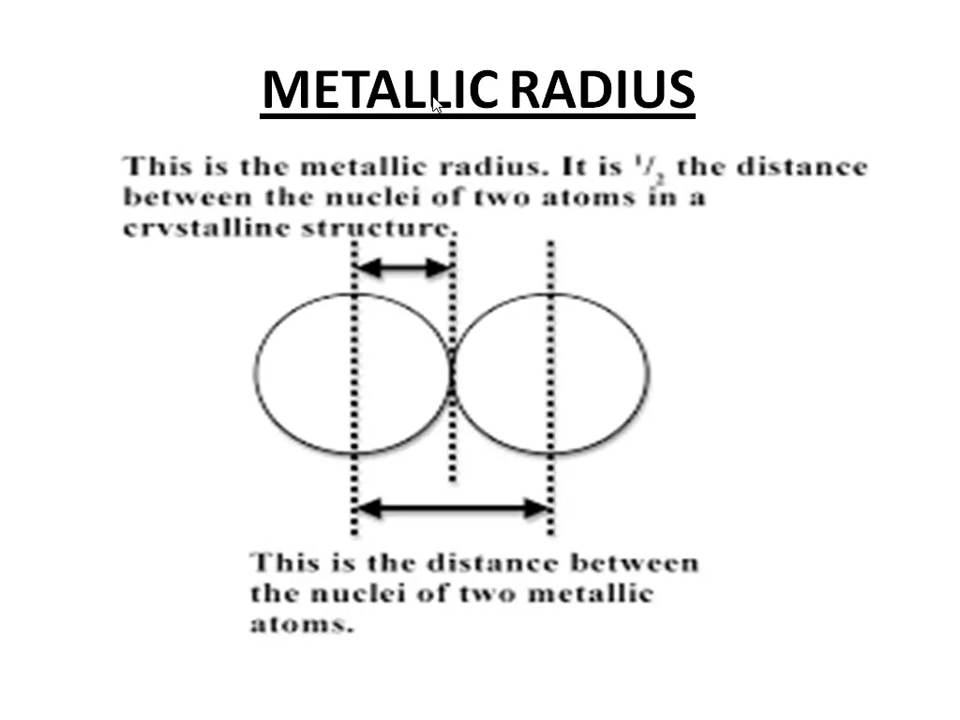 METALLIC RADIUS
This is the metallic radius. It is 1/2 the distance
between the nuclei of two atoms in a
crystalline structure.
This is the distance between
the nuclei of two metallic
atoms.